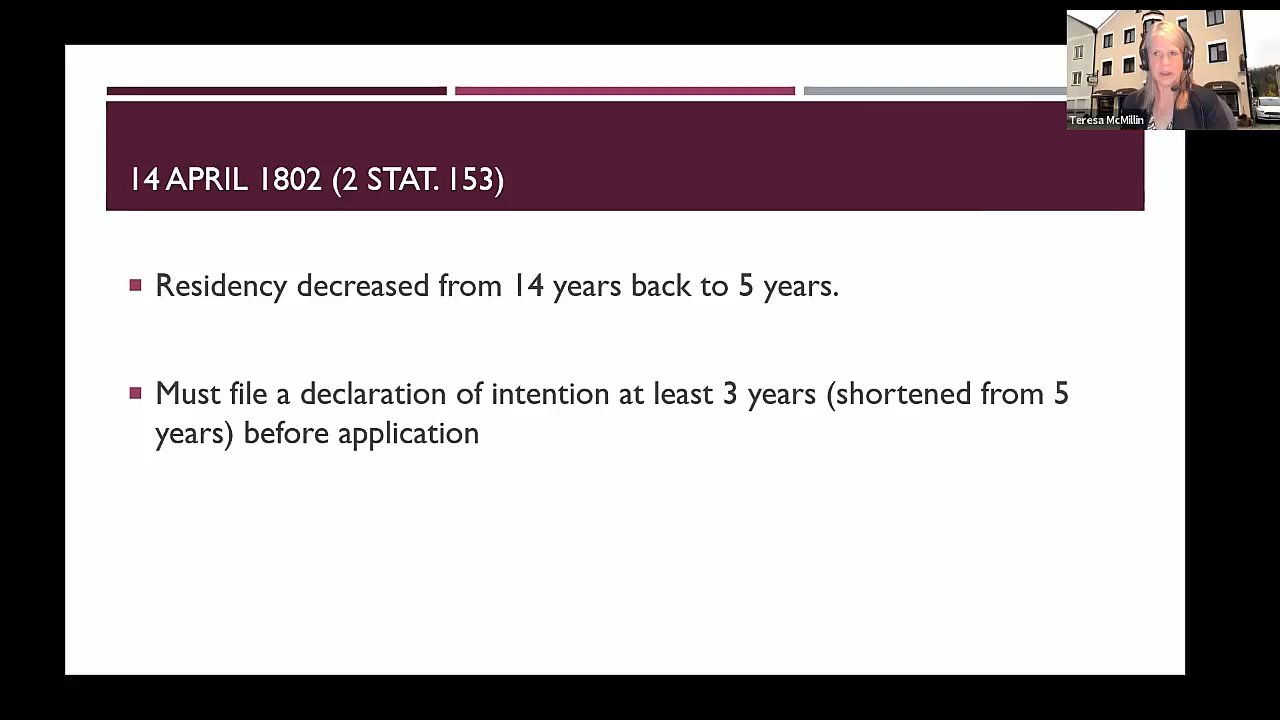 Teresa McMillin
14 APRIL 1802 (2 STAT. 153)
Residency decreased from 14 years back to 5 years.
Must file a declaration of intention at least 3 years (shortened from 5
years) before application